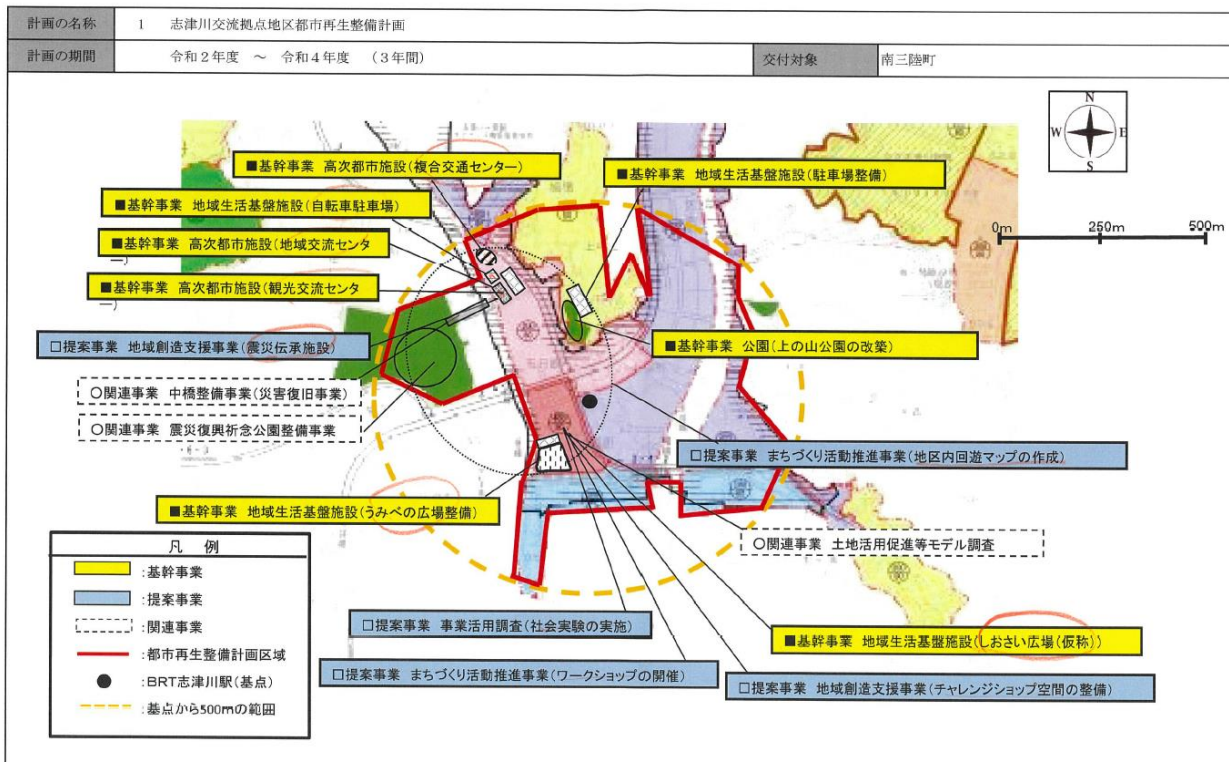 計画の名称 1 志津川交流拠点地区都市再生整備計画
計画の期間 令和2年度 ～ 令和4年度 （3年間） 交付対象 南三陸町
N
W E
S
0m 250m 500m
■基幹事業 高次都市施設(複合交通センター)
■基幹事業 地域生活基盤施設(駐車場整備)
■基幹事業 地域生活基盤施設(自転車駐車場)
■基幹事業 高次都市施設(地域交流センタ
ー)
■基幹事業 高次都市施設(観光交流センタ
ー)
□提案事業 地域創造支援事業(震災伝承施設)
■基幹事業 公園(上の山公園の改築)
○関連事業 中橋整備事業(災害復旧事業)
○関連事業 震災復興祈念公園整備事業
□提案事業 まちづくり活動推進事業(地区内回遊マップの作成)
■基幹事業 地域生活基盤施設(うみべの広場整備)
○関連事業 土地活用促進等モデル調査
□提案事業 事業活用調査(社会実験の実施)
■基幹事業 地域生活基盤施設(しおさい広場(仮称))
□提案事業 まちづくり活動推進事業(ワークショップの開催)
□提案事業 地域創造支援事業(チャレンジショップ空間の整備)
凡 例
:基幹事業
:提案事業
:関連事業
:都市再生整備計画区域
:BRT志津川駅(基点)
:基点から500mの範囲